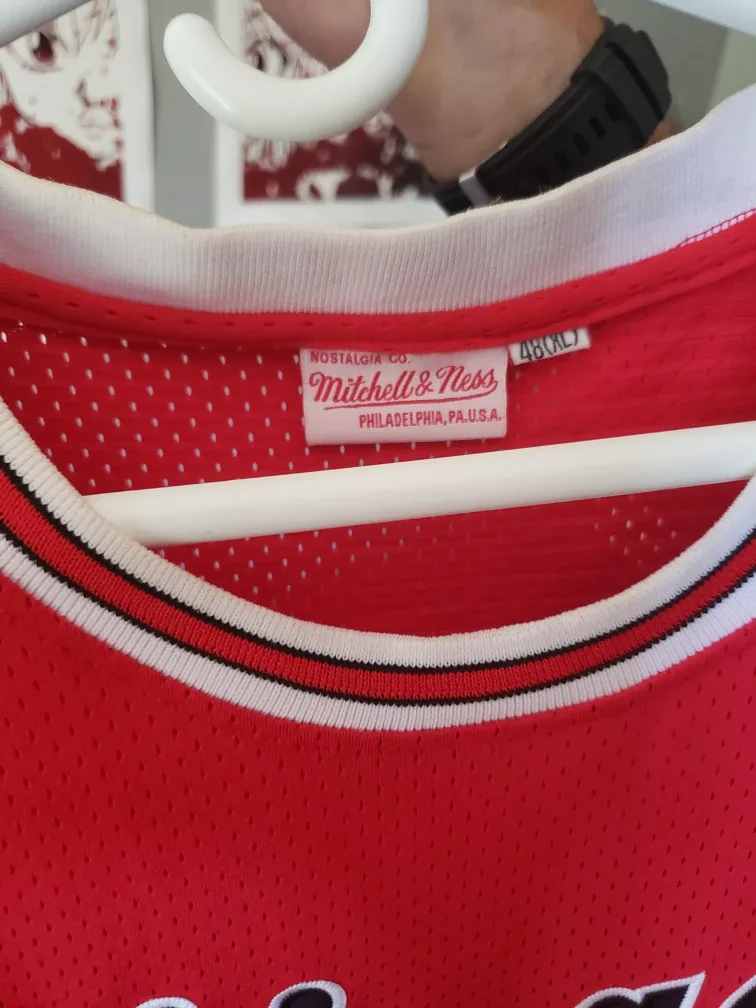 NOSTALGIA CO.
Mitchell & Ness
PHILADELPHIA, PA. U.S.A.
48(XL)